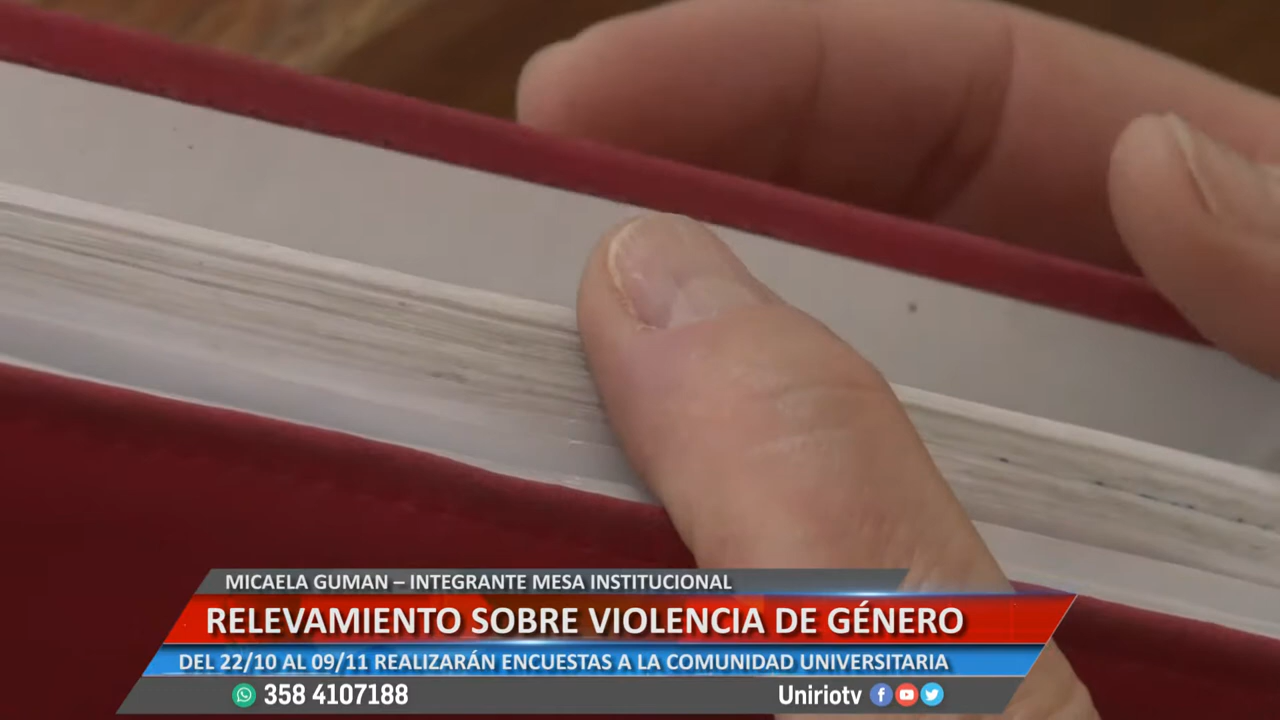 MICAELA GUMAN – INTEGRANTE MESA INSTITUCIONAL
RELEVAMIENTO SOBRE VIOLENCIA DE GÉNERO
DEL 22/10 AL 09/11 REALIZARÁN ENCUESTAS A LA COMUNIDAD UNIVERSITARIA
358 4107188 Uniriotv